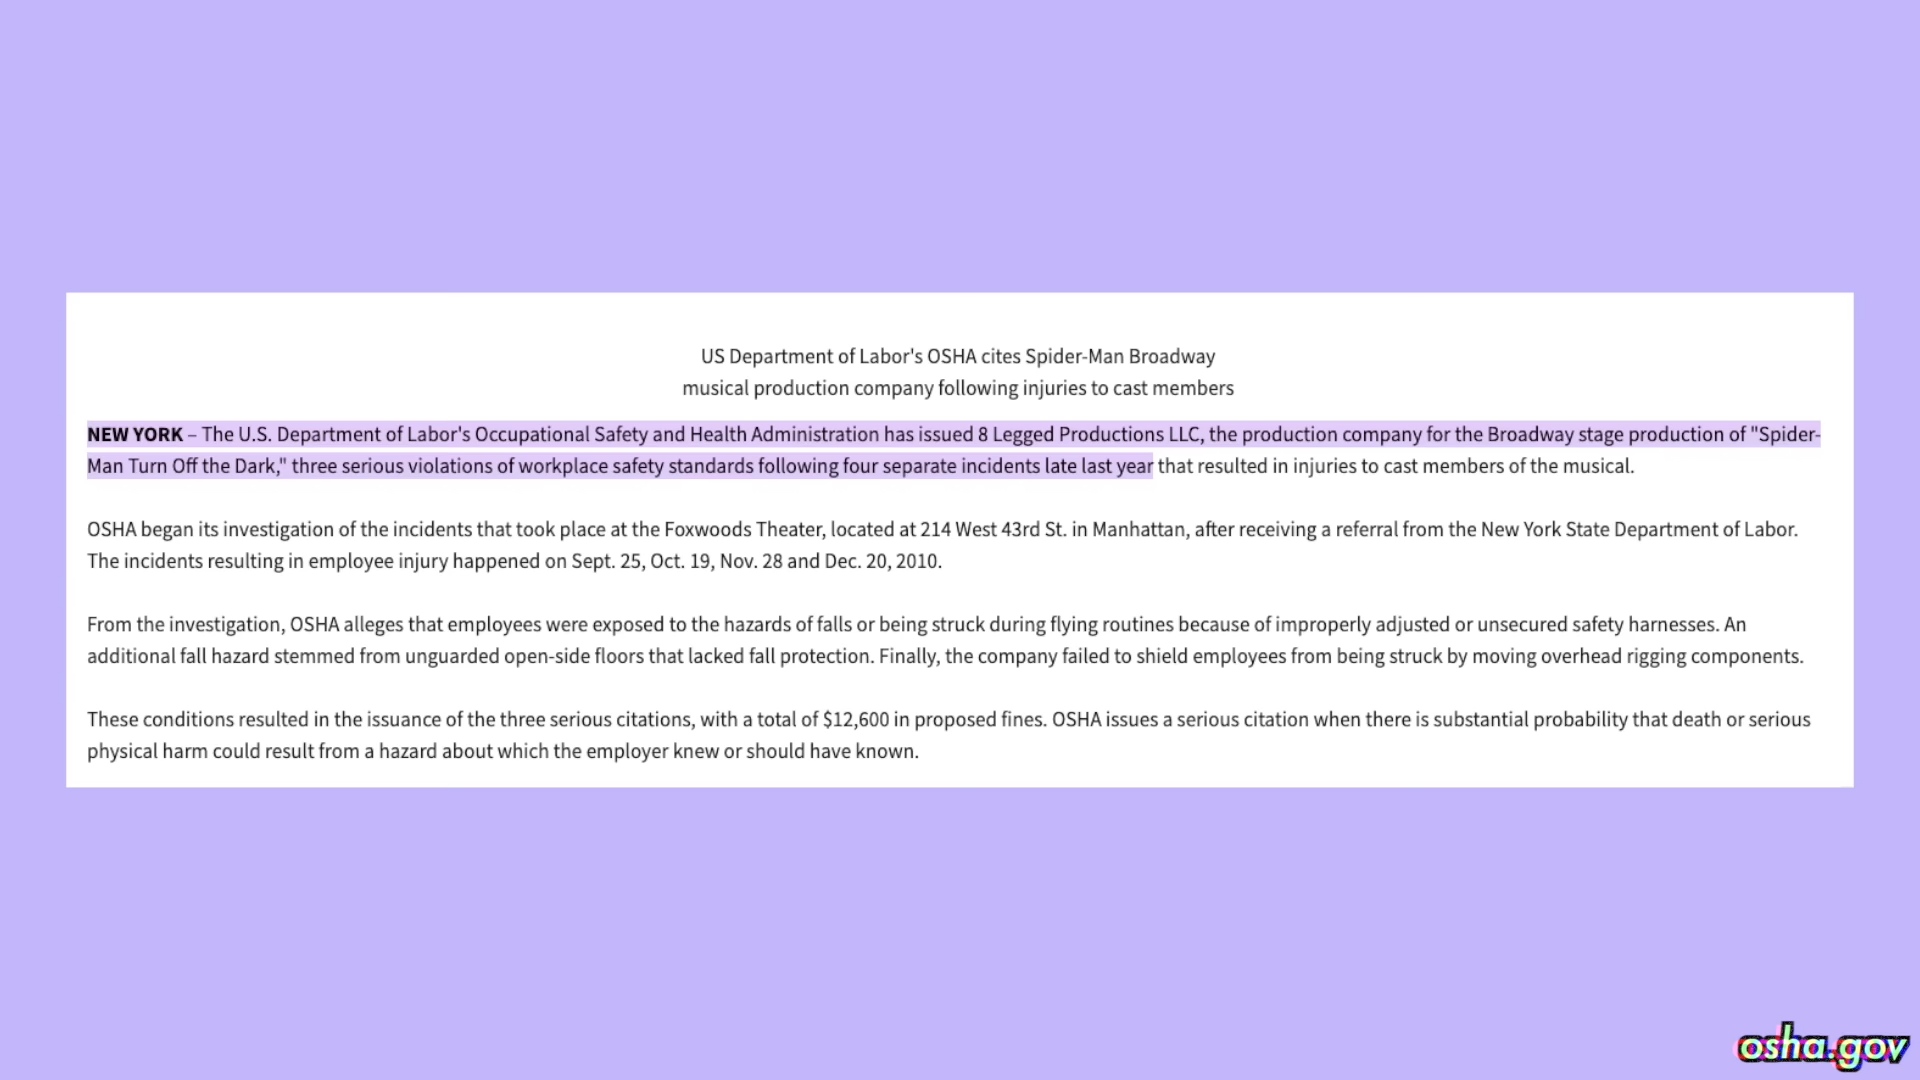 US Department of Labor's OSHA cites Spider-Man Broadway
musical production company following injuries to cast members
NEW YORK – The U.S. Department of Labor's Occupational Safety and Health Administration has issued 8 Legged Productions LLC, the production company for the Broadway stage production of "Spider-
Man Turn Off the Dark," three serious violations of workplace safety standards following four separate incidents late last year that resulted in injuries to cast members of the musical.
OSHA began its investigation of the incidents that took place at the Foxwoods Theater, located at 214 West 43rd St. in Manhattan, after receiving a referral from the New York State Department of Labor.
The incidents resulting in employee injury happened on Sept. 25, Oct. 19, Nov. 28 and Dec. 20, 2010.
From the investigation, OSHA alleges that employees were exposed to the hazards of falls or being struck during flying routines because of improperly adjusted or unsecured safety harnesses. An
additional fall hazard stemmed from unguarded open-side floors that lacked fall protection. Finally, the company failed to shield employees from being struck by moving overhead rigging components.
These conditions resulted in the issuance of the three serious citations, with a total of $12,600 in proposed fines. OSHA issues a serious citation when there is substantial probability that death or serious
physical harm could result from a hazard about which the employer knew or should have known.
osha.gov